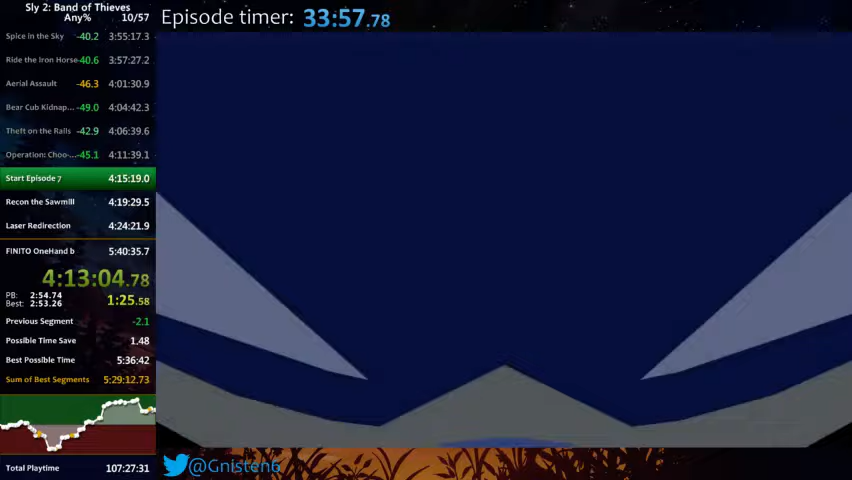 Sly 2: Band of Thieves
Any% 10/57
Episode timer: 33:57.78
Spice in the Sky -40.2 3:55:17.3
Ride the Iron Horse -40.6 3:57:27.2
Aerial Assault -46.3 4:01:30.9
Bear Cub Kidnap... -49.0 4:04:42.3
Theft on the Rails -42.9 4:06:39.6
Operation: Choo-... -45.1 4:11:39.1
Start Episode 7 4:15:19.0
Recon the Sawmill 4:19:29.5
Laser Redirection 4:24:21.9
FINITO OneHand b 5:40:35.7
4:13:04.78
PB: 2:54.74
Best: 2:53.26 1:25.58
Previous Segment -2.1
Possible Time Save 1.48
Best Possible Time 5:36:42
Sum of Best Segments 5:29:12.73
Total Playtime 107:27:31
@Gnisten6